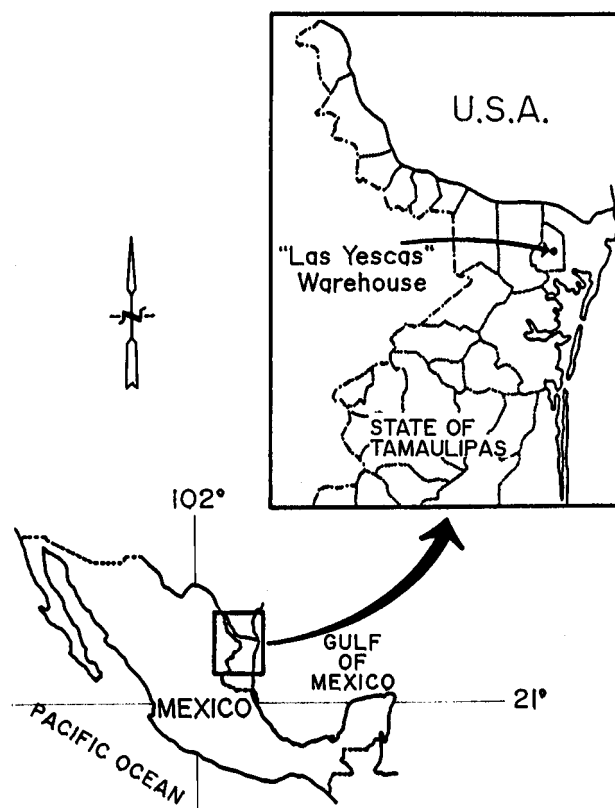 U.S.A.
"Las Yescas"
Warehouse
N
STATE OF
TAMAULIPAS
102°
GULF
OF
MEXICO
MEXICO
21°
PACIFIC OCEAN